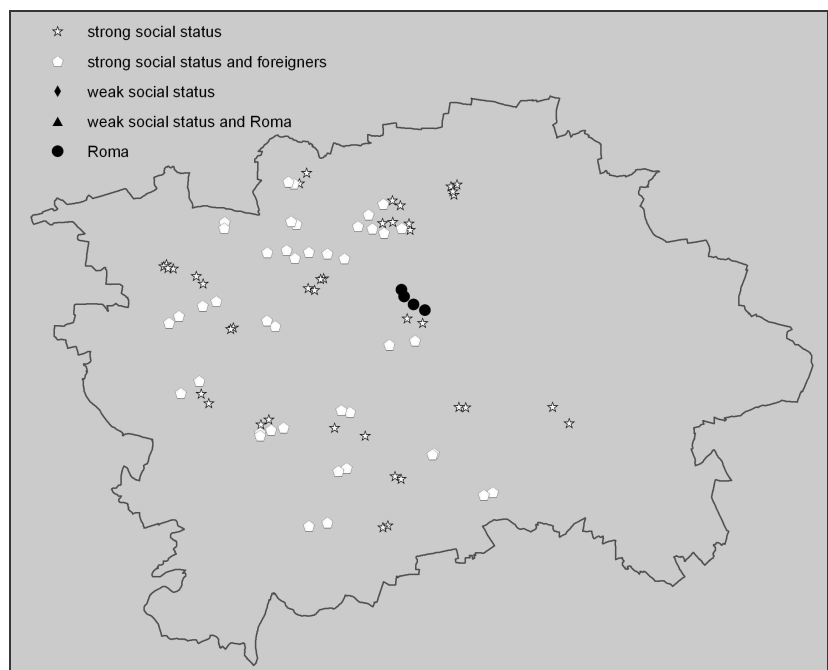 strong social status
strong social status and foreigners
weak social status
weak social status and Roma
Roma